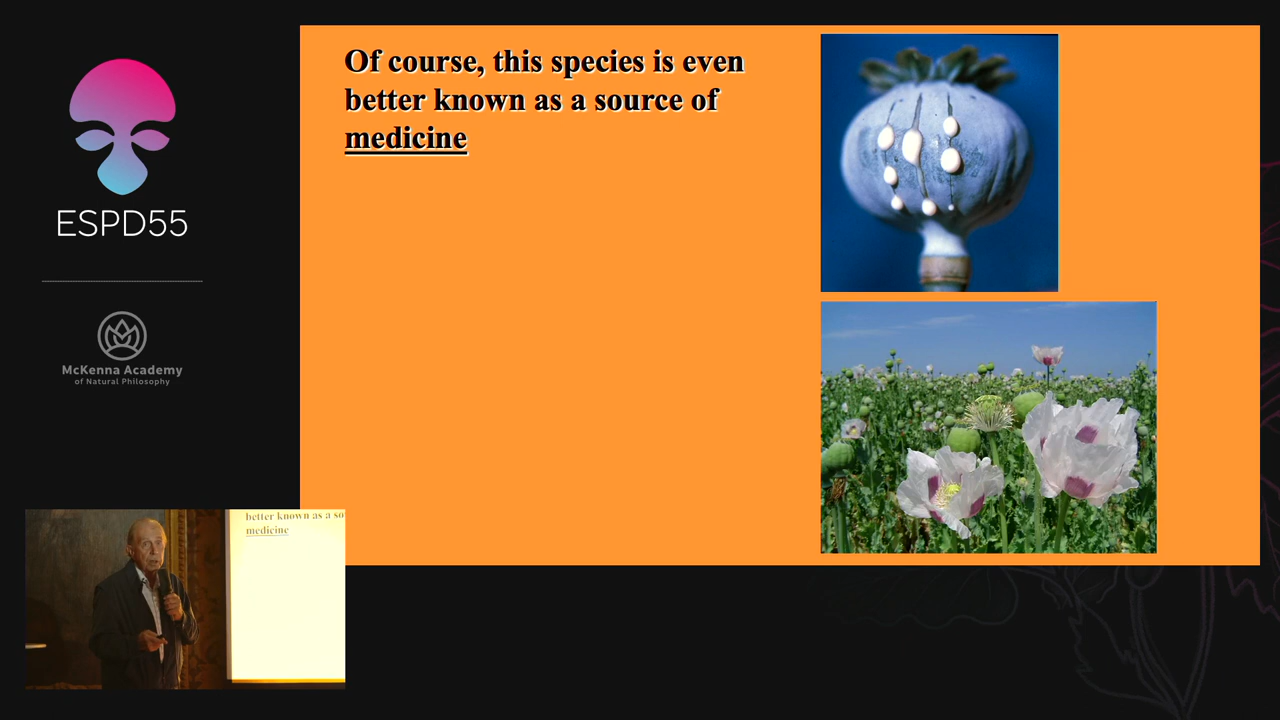 Of course, this species is even
better known as a source of
medicine
ESPD55
McKenna Academy
of Natural Philosophy
better known as a so
medicine